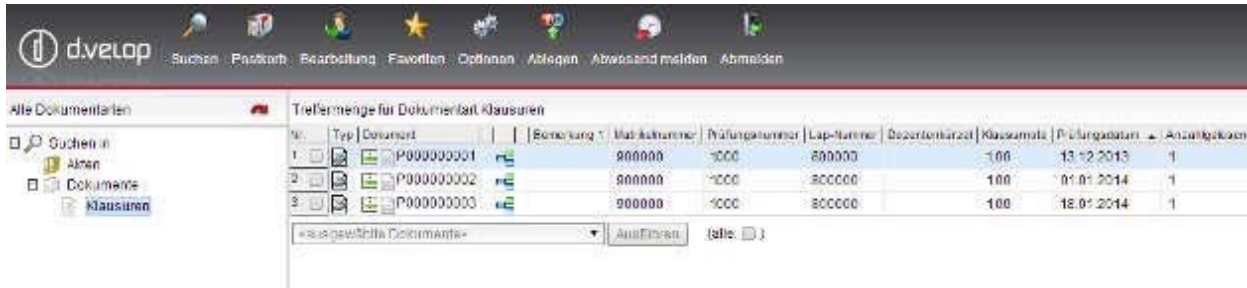 d.velop
Suchen Postkorb Bearbeitung Favoriten Optionen Ablegen Abwesend melden Abmelden
Alle Dokumentarten
Treffermenge für Dokumentart Klausuren
Suchen in
Akten
Dokumente
Klausuren
Nr. Typ Dokument Bemerkung Matrikelnummer Prüfungsnummer Lap-Nummer Dozentenkürzel Klausurnote Prüfungsdatum Anzahlgelesen
1 P000000001 900000 1000 800000 1.00 13.12.2013 1
2 P000000002 900000 1000 800000 1.00 01.01.2014 1
3 P000000003 900000 1000 800000 1.00 18.01.2014 1
<ausgewählte Dokumente> Ausführen (alle: )